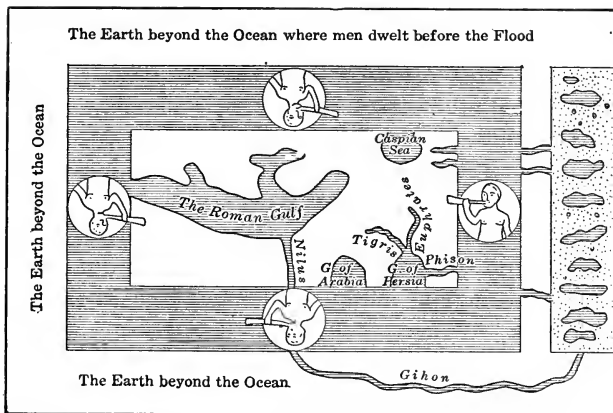 The Earth beyond the Ocean where men dwelt before the Flood
The Earth beyond the Ocean
Caspian
Sea
The Roman Gulf
Euphrates
Tigris
Nilus
Phison
G. of
Arabia
G. of
Hersia
Gihon
The Earth beyond the Ocean.